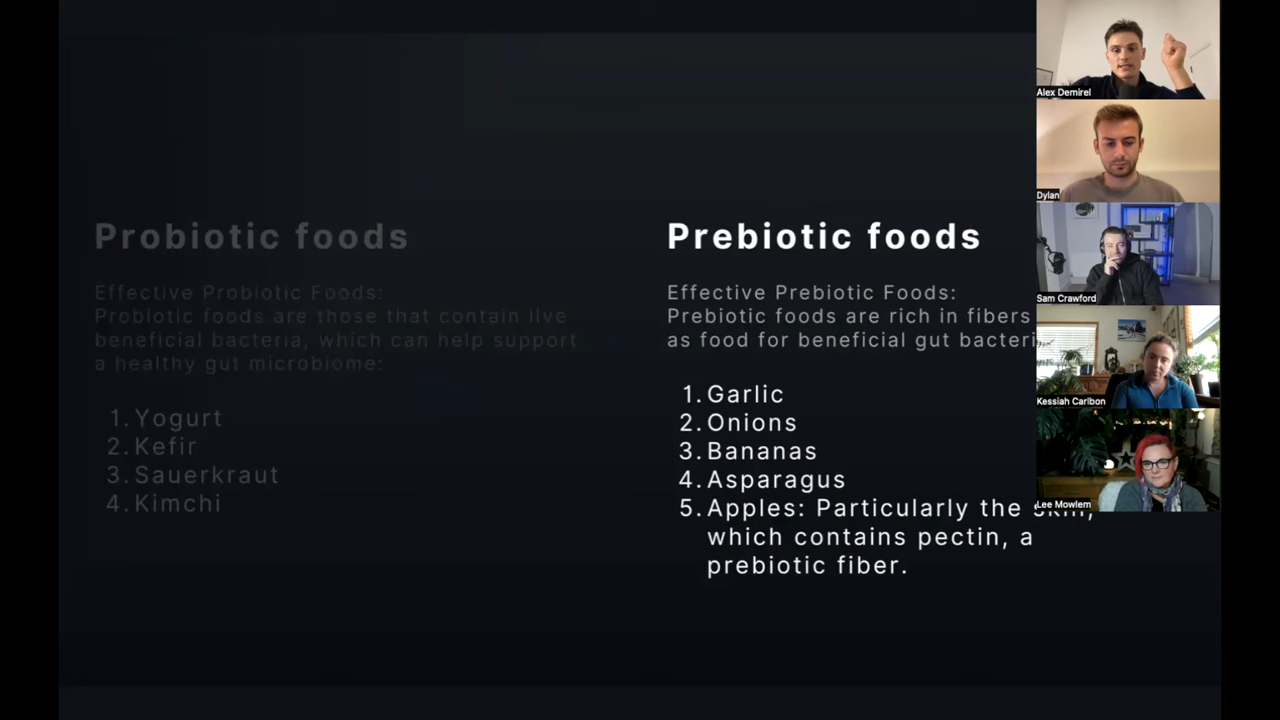 Probiotic foods
Effective Probiotic Foods:
Probiotic foods are those that contain live
beneficial bacteria, which can help support
a healthy gut microbiome:
1. Yogurt
2. Kefir
3. Sauerkraut
4. Kimchi
Prebiotic foods
Effective Prebiotic Foods:
Prebiotic foods are rich in fibers
as food for beneficial gut
1. Garlic
2. Onions
3. Bananas
4. Asparagus
5. Apples: Particularly the
which contains pectin, a
prebiotic fiber.
Alex Demirel
Dylan
Sam Crawford
Kessiah Carlbon
Lee Mowlem